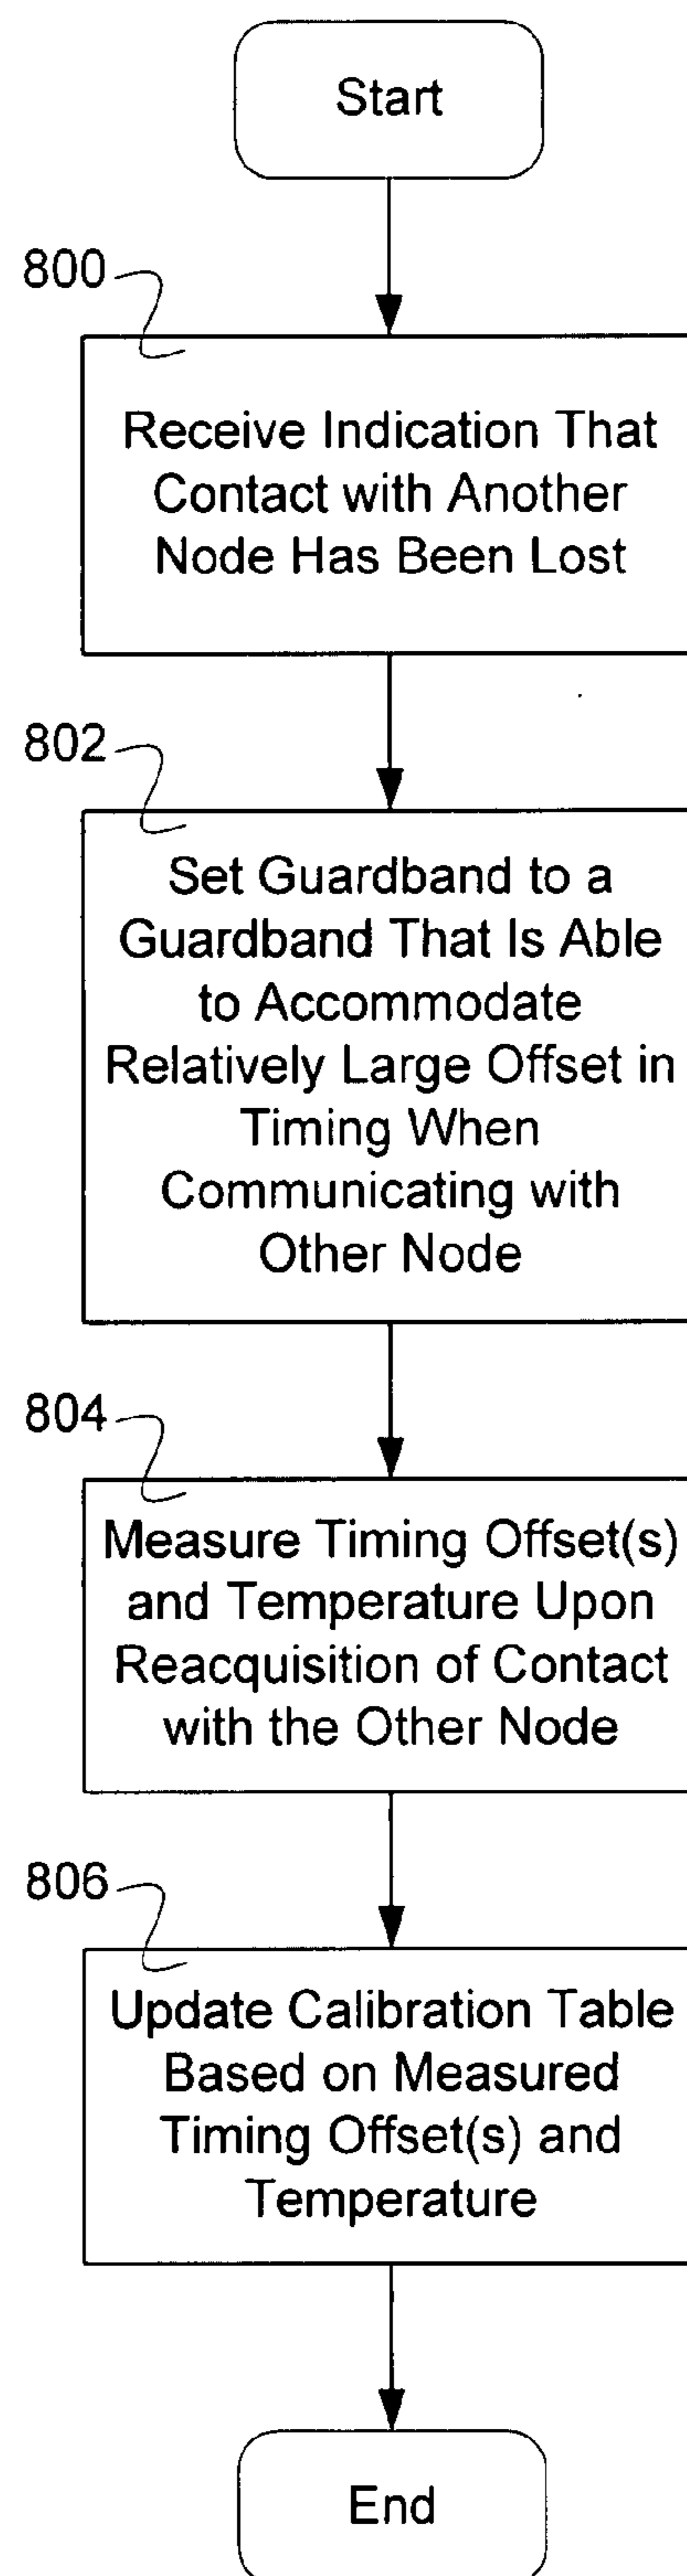 Start
800
Receive Indication That
Contact with Another
Node Has Been Lost
802
Set Guardband to a
Guardband That Is Able
to Accommodate
Relatively Large Offset in
Timing When
Communicating with
Other Node
804
Measure Timing Offset(s)
and Temperature Upon
Reacquisition of Contact
with the Other Node
806
Update Calibration Table
Based on Measured
Timing Offset(s) and
Temperature
End